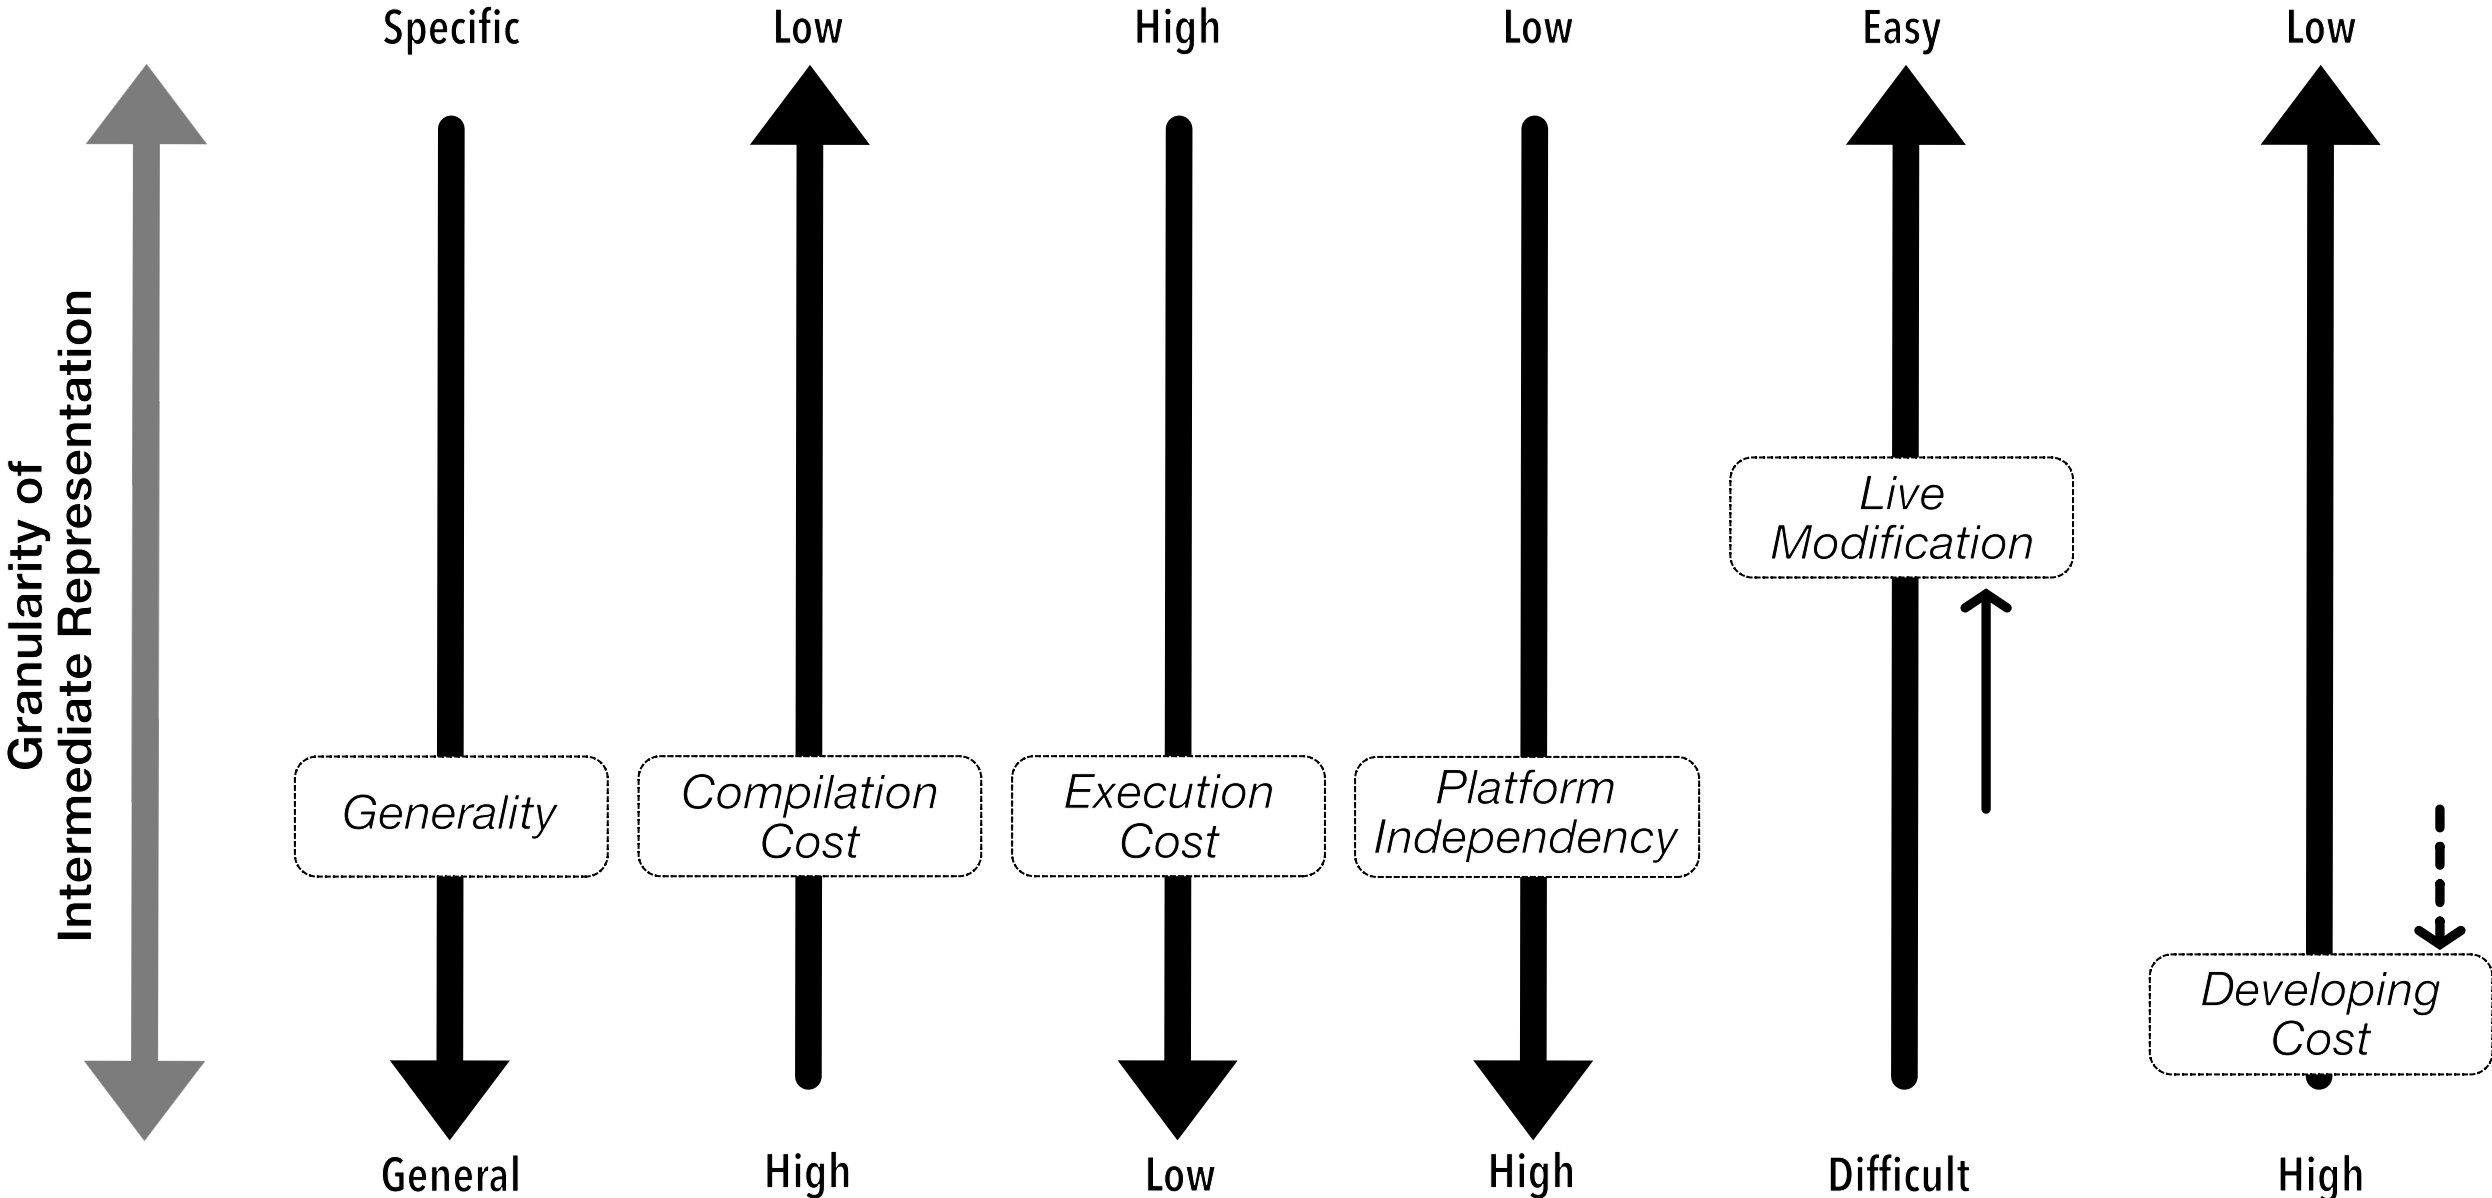 Specific
Low
High
Low
Easy
Low
Granularity of
Intermediate Representation
Generality
Compilation
Cost
Execution
Cost
Platform
Independency
Live
Modification
Developing
Cost
General
High
Low
High
Difficult
High